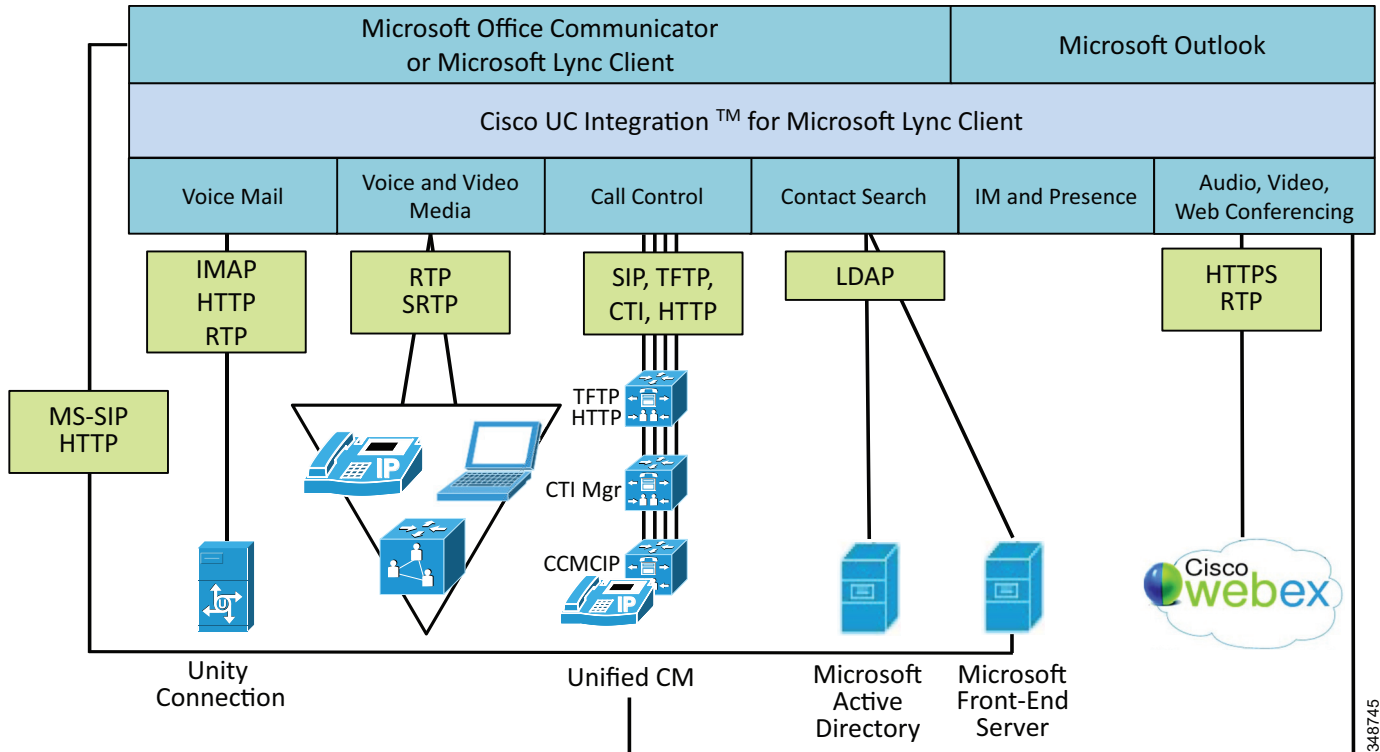 Microsoft Office Communicator
or Microsoft Lync Client
Microsoft Outlook
Cisco UC Integration TM for Microsoft Lync Client
Voice Mail
Voice and Video
Media
Call Control
Contact Search
IM and Presence
Audio, Video,
Web Conferencing
IMAP
HTTP
RTP
RTP
SRTP
SIP, TFTP,
CTI, HTTP
LDAP
HTTPS
RTP
MS-SIP
HTTP
TFTP
HTTP
IP
CTI Mgr
CCMCIP
IP
Cisco
webex
Unity
Connection
Unified CM
Microsoft
Active
Directory
Microsoft
Front-End
Server
348745